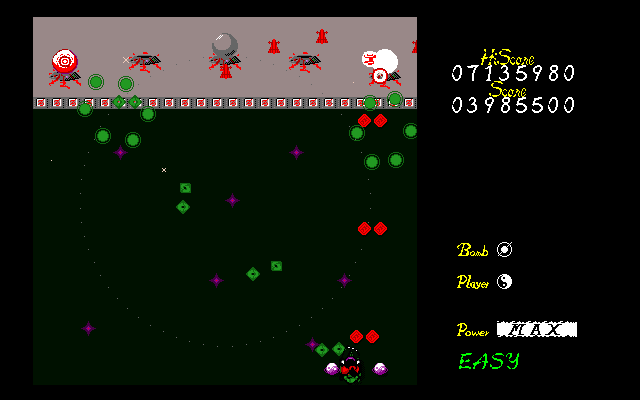 HiScore
07135980
Score
03985500
Bomb
Player
Power MAX
EASY